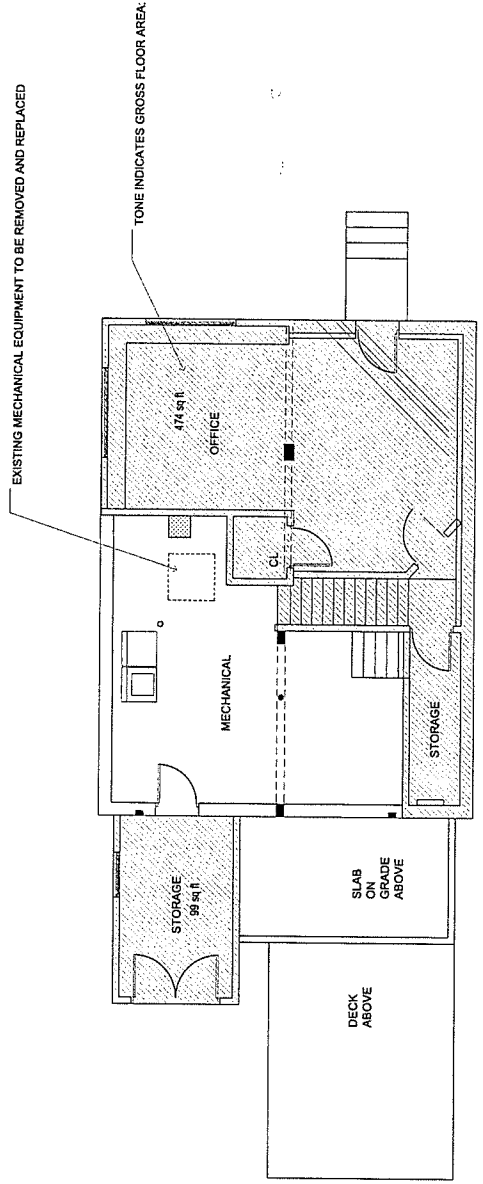 EXISTING MECHANICAL EQUIPMENT TO BE REMOVED AND REPLACED
TONE INDICATES GROSS FLOOR AREA:
474 sq ft
OFFICE
CL
MECHANICAL
STORAGE
STORAGE
99 sq ft
SLAB
ON
GRADE
ABOVE
DECK
ABOVE